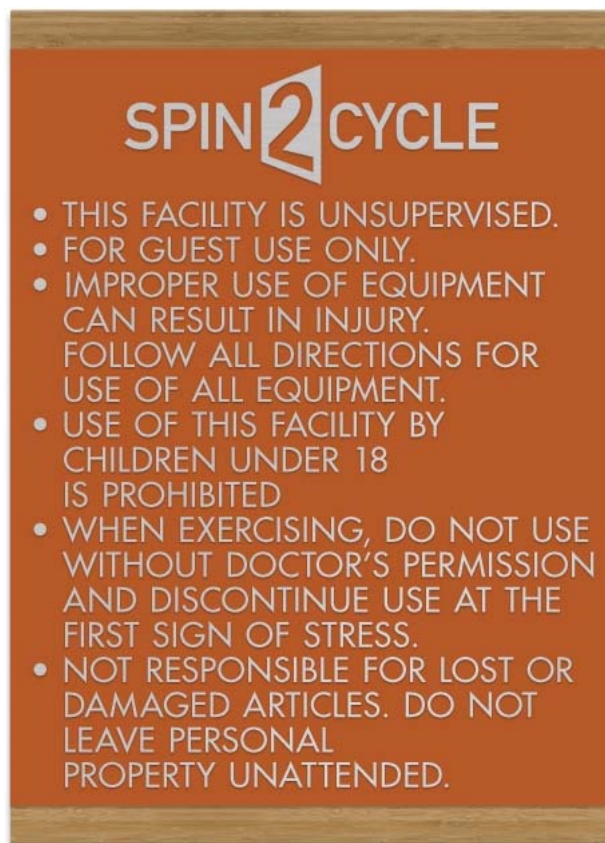 SPIN 2 CYCLE
• THIS FACILITY IS UNSUPERVISED.
• FOR GUEST USE ONLY.
• IMPROPER USE OF EQUIPMENT
CAN RESULT IN INJURY.
FOLLOW ALL DIRECTIONS FOR
USE OF ALL EQUIPMENT.
• USE OF THIS FACILITY BY
CHILDREN UNDER 18
IS PROHIBITED
• WHEN EXERCISING, DO NOT USE
WITHOUT DOCTOR'S PERMISSION
AND DISCONTINUE USE AT THE
FIRST SIGN OF STRESS.
• NOT RESPONSIBLE FOR LOST OR
DAMAGED ARTICLES. DO NOT
LEAVE PERSONAL
PROPERTY UNATTENDED.